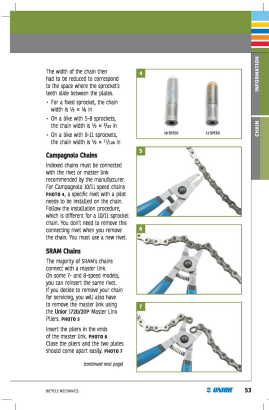 The width of the chain then
had to be reduced to correspond
to the space where the sprocket's
teeth slide between the plates.
• For a fixed sprocket, the chain
width is ½ × ⅛ in
• On a bike with 5-8 sprockets,
the chain width is ½ × ³/₃₂ in
• On a bike with 9-11 sprockets,
the chain width is ½ × ¹¹/₁₂₈ in
Campagnolo Chains
Indexed chains must be connected
with the rivet or master link
recommended by the manufacturer.
For Campagnolo 10/11 speed chains
PHOTO 4, a specific rivet with a pilot
needs to be installed on the chain.
Follow the installation procedure,
which is different for a 10/11 sprocket
chain. You don't need to remove this
connecting rivet when you remove
the chain. You must use a new rivet.
SRAM Chains
The majority of SRAM's chains
connect with a master link.
On some 7- and 8-speed models,
you can reinsert the same rivet.
If you decide to remove your chain
for servicing, you will also have
to remove the master link using
the Unior 1720/2DP Master Link
Pliers. PHOTO 5
Insert the pliers in the ends
of the master link. PHOTO 6
Close the pliers and the two plates
should come apart easily. PHOTO 7
(continued next page)
4
10-SPEED
11-SPEED
5
6
7
INFORMATION
CHAIN
BICYCLE MECHANICS
UNIOR
53